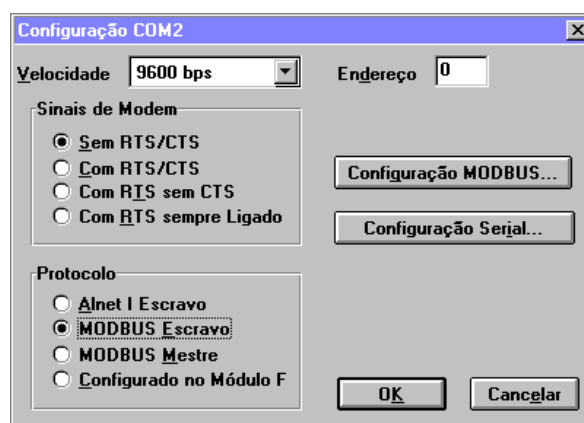 Configuração COM2
Velocidade 9600 bps Endereço 0
Sinais de Modem
Sem RTS/CTS
Com RTS/CTS
Com RTS sem CTS
Com RTS sempre Ligado
Configuração MODBUS...
Configuração Serial...
Protocolo
Alnet I Escravo
MODBUS Escravo
MODBUS Mestre
Configurado no Módulo F
OK Cancelar